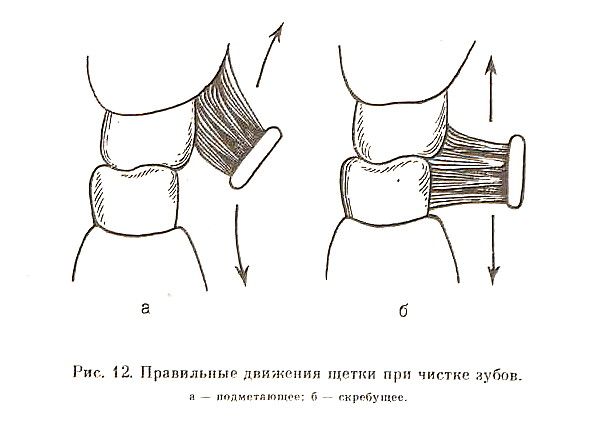 а б
Рис. 12. Правильные движения щетки при чистке зубов.
а — подметающее; б — скребущее.